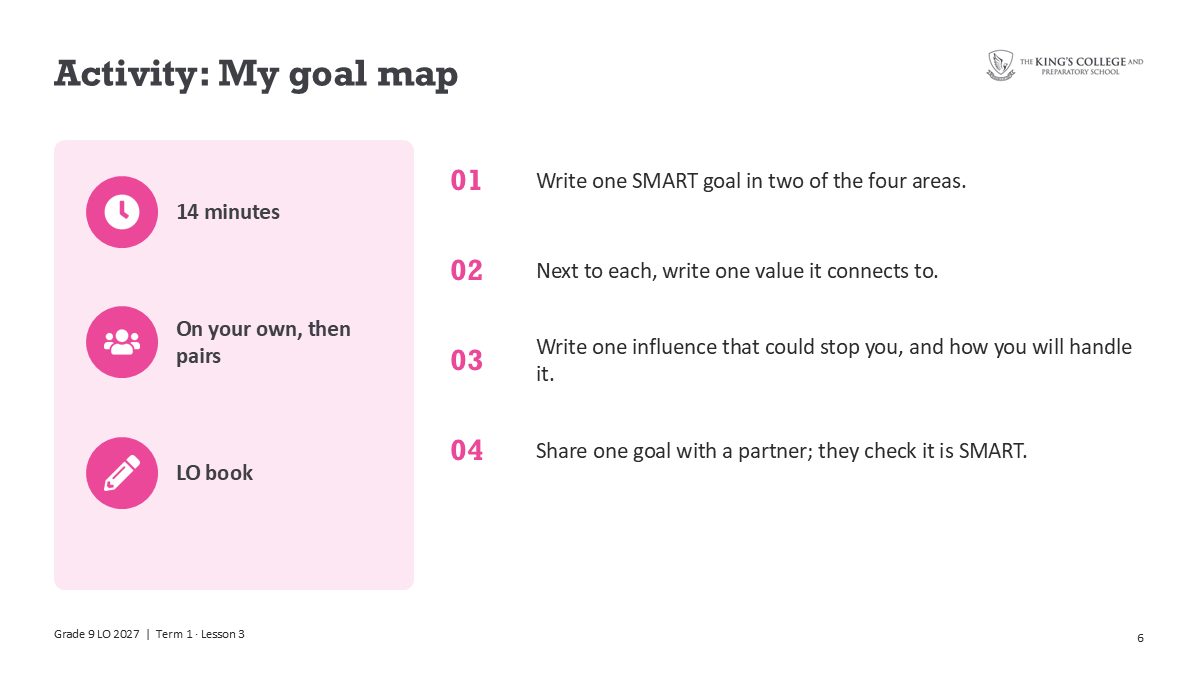 Activity: My goal map
THE KING'S COLLEGE AND
PREPARATORY SCHOOL
14 minutes
On your own, then
pairs
LO book
01
Write one SMART goal in two of the four areas.
02
Next to each, write one value it connects to.
03
Write one influence that could stop you, and how you will handle
it.
04
Share one goal with a partner; they check it is SMART.
Grade 9 LO 2027 | Term 1 · Lesson 3
6